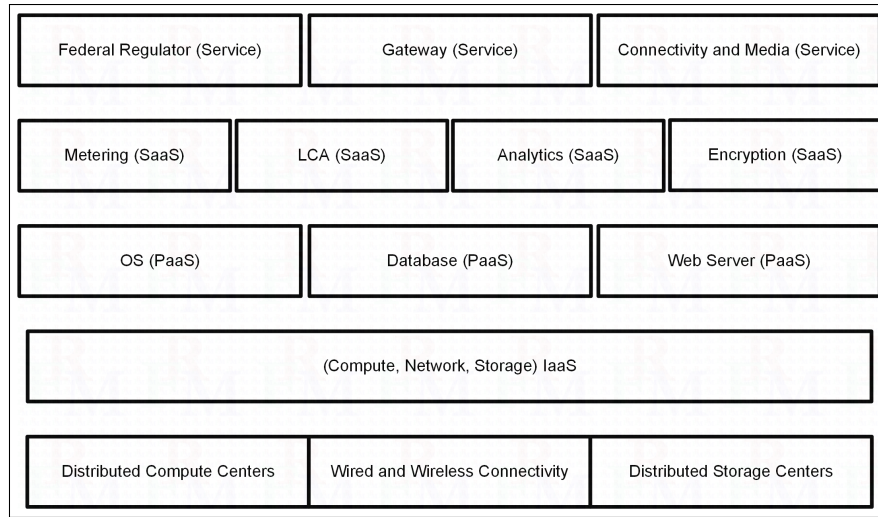 Federal Regulator (Service)
Gateway (Service)
Connectivity and Media (Service)
Metering (SaaS)
LCA (SaaS)
Analytics (SaaS)
Encryption (SaaS)
OS (PaaS)
Database (PaaS)
Web Server (PaaS)
(Compute, Network, Storage) IaaS
Distributed Compute Centers
Wired and Wireless Connectivity
Distributed Storage Centers